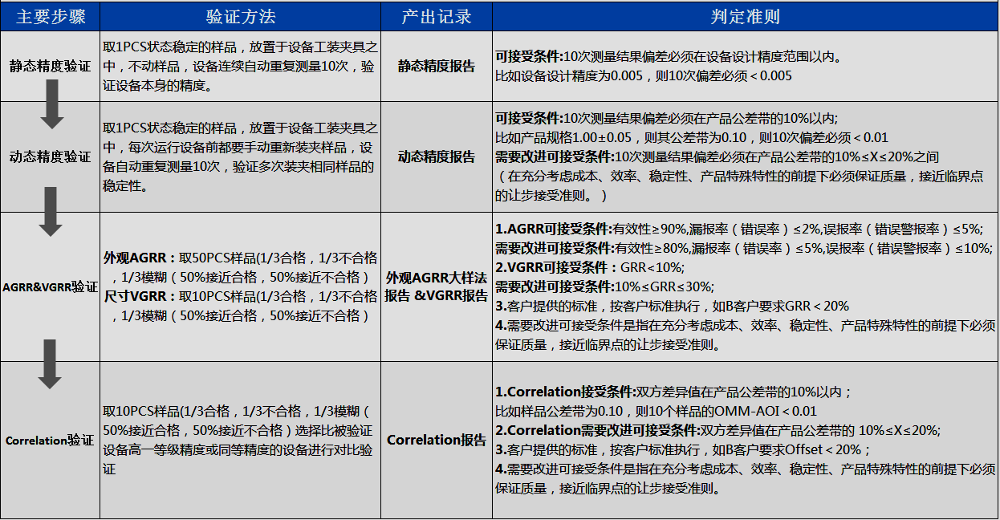 主要步骤
验证方法
产出记录
判定准则
静态精度验证
取1PCS状态稳定的样品，放置于设备工装夹具之
中，不动样品，设备连续自动重复测量10次，验
证设备本身的精度。
静态精度报告
可接受条件:10次测量结果偏差必须在设备设计精度范围以内。
比如设备设计精度为0.005，则10次偏差必须＜0.005
动态精度验证
取1PCS状态稳定的样品，放置于设备工装夹具之
中，每次运行设备前都要手动重新装夹样品，设
备自动重复测量10次，验证多次装夹相同样品的
稳定性。
动态精度报告
可接受条件:10次测量结果偏差必须在产品公差带的10%以内;
比如产品规格1.00±0.05，则其公差带为0.10，则10次偏差必须＜0.01
需要改进可接受条件:10次测量结果偏差必须在产品公差带的10%≤X≤20%之间
（在充分考虑成本、效率、稳定性、产品特殊特性的前提下必须保证质量，接近临界点
的让步接受准则。）
AGRR&VGRR验证
外观AGRR：取50PCS样品(1/3合格，1/3不合格
，1/3模糊（50%接近合格，50%接近不合格）
尺寸VGRR：取10PCS样品(1/3合格，1/3不合格
，1/3模糊（50%接近合格，50%接近不合格）
外观AGRR大样法
报告 &VGRR报告
1.AGRR可接受条件:有效性≥90%,漏报率（错误率）≤2%,误报率（错误警报率）≤5%;
需要改进可接受条件:有效性≥80%,漏报率（错误率）≤5%,误报率（错误警报率）≤10%;
2.VGRR可接受条件：GRR<10%;
需要改进可接受条件:10%≤GRR≤30%;
3.客户提供的标准，按客户标准执行，如B客户要求GRR＜20%
4.需要改进可接受条件是指在充分考虑成本、效率、稳定性、产品特殊特性的前提下必须
保证质量，接近临界点的让步接受准则。
Correlation验证
取10PCS样品(1/3合格，1/3不合格，1/3模糊（
50%接近合格，50%接近不合格）选择比被验证
设备高一等级精度或同等精度的设备进行对比验
证
Correlation报告
1.Correlation接受条件:双方差异值在产品公差带的10%以内；
比如样品公差带为0.10，则10个样品的OMM-AOI＜0.01
2.Correlation需要改进可接受条件:双方差异值在产品公差带的 10%≤X≤20%;
3.客户提供的标准，按客户标准执行，如B客户要求Offset＜20%；
4.需要改进可接受条件是指在充分考虑成本、效率、稳定性、产品特殊特性的前提下必须
保证质量，接近临界点的让步接受准则。